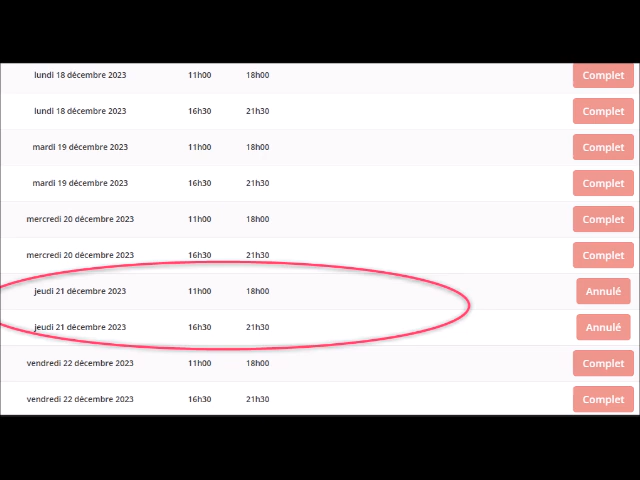 lundi 18 décembre 2023 11h00 18h00 Complet
lundi 18 décembre 2023 16h30 21h30 Complet
mardi 19 décembre 2023 11h00 18h00 Complet
mardi 19 décembre 2023 16h30 21h30 Complet
mercredi 20 décembre 2023 11h00 18h00 Complet
mercredi 20 décembre 2023 16h30 21h30 Complet
jeudi 21 décembre 2023 11h00 18h00 Annulé
jeudi 21 décembre 2023 16h30 21h30 Annulé
vendredi 22 décembre 2023 11h00 18h00 Complet
vendredi 22 décembre 2023 16h30 21h30 Complet